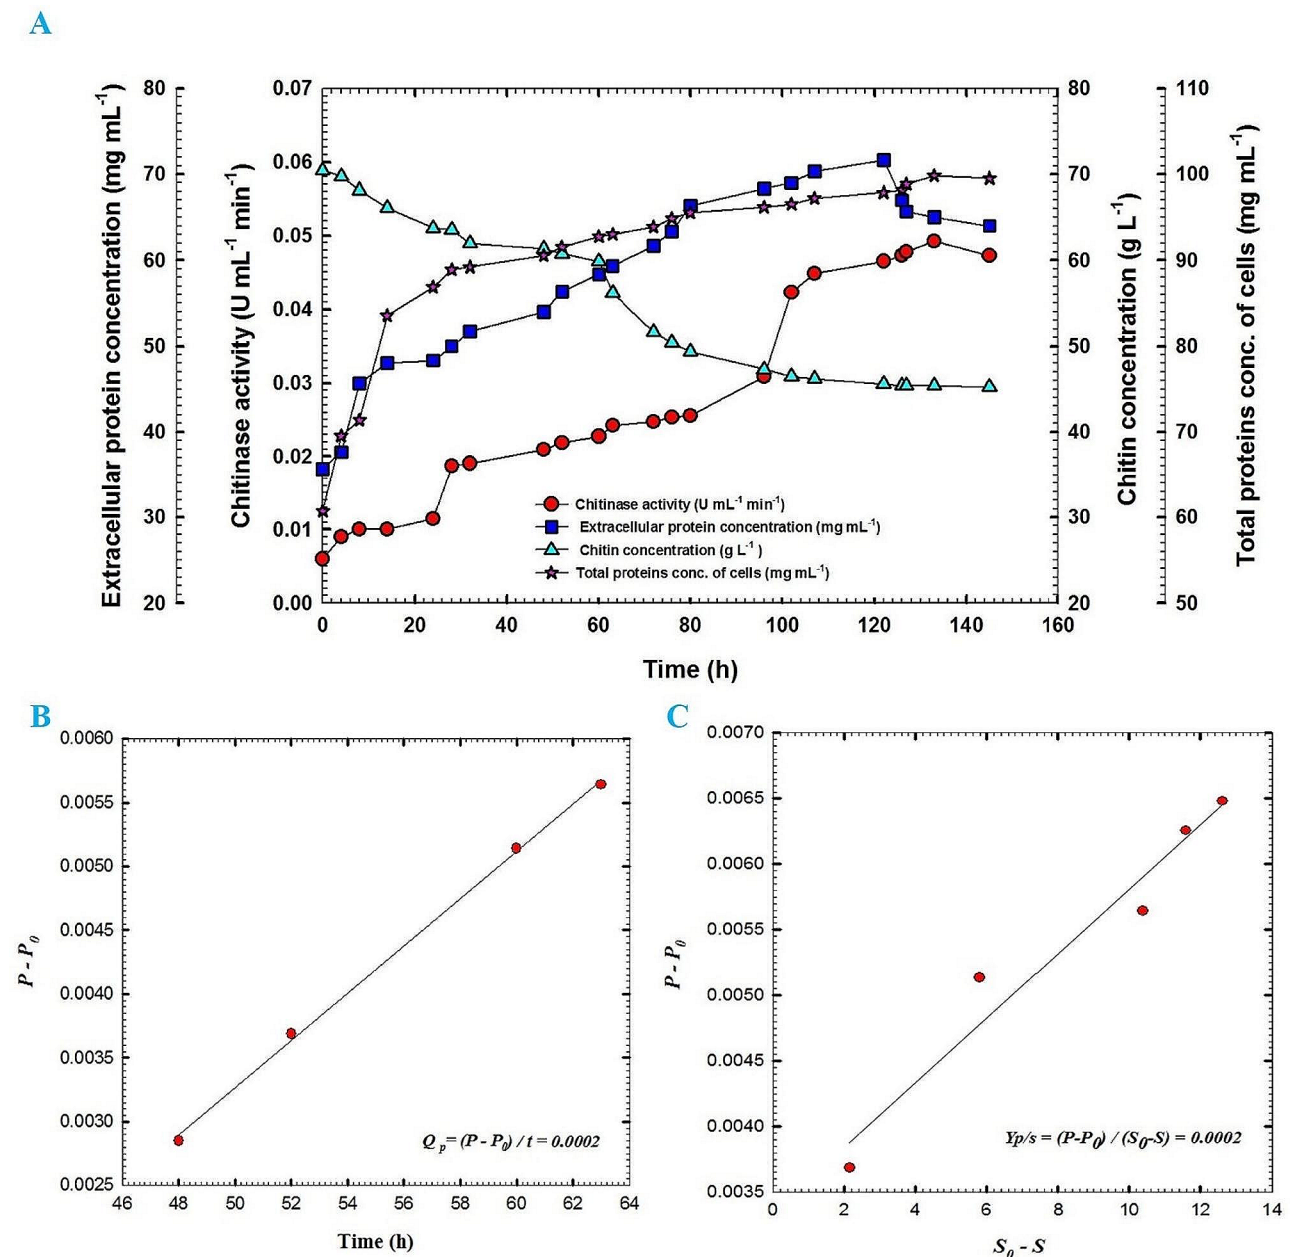 A
Extracellular protein concentration (mg mL⁻¹)
80
70
60
50
40
30
20
Chitinase activity (U mL⁻¹ min⁻¹)
0.07
0.06
0.05
0.04
0.03
0.02
0.01
0.00
Chitinase activity (U mL⁻¹ min⁻¹)
Extracellular protein concentration (mg mL⁻¹)
Chitin concentration (g L⁻¹ )
Total proteins conc. of cells (mg mL⁻¹)
0 20 40 60 80 100 120 140 160
Time (h)
80
70
60
50
40
30
20
Chitin concentration (g L⁻¹)
110
100
90
80
70
60
50
Total proteins conc. of cells (mg mL⁻¹)
B
P - P₀
0.0060
0.0055
0.0050
0.0045
0.0040
0.0035
0.0030
0.0025
Q p= (P - P₀) / t = 0.0002
46 48 50 52 54 56 58 60 62 64
Time (h)
C
P - P₀
0.0070
0.0065
0.0060
0.0055
0.0050
0.0045
0.0040
0.0035
Yp/s = (P-P₀) / (S₀-S) = 0.0002
0 2 4 6 8 10 12 14
S₀ - S